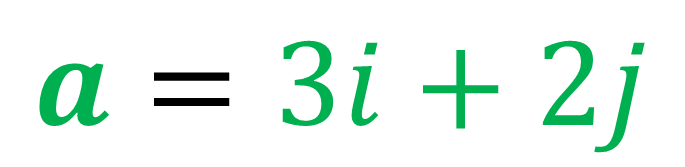 a = 3i + 2j